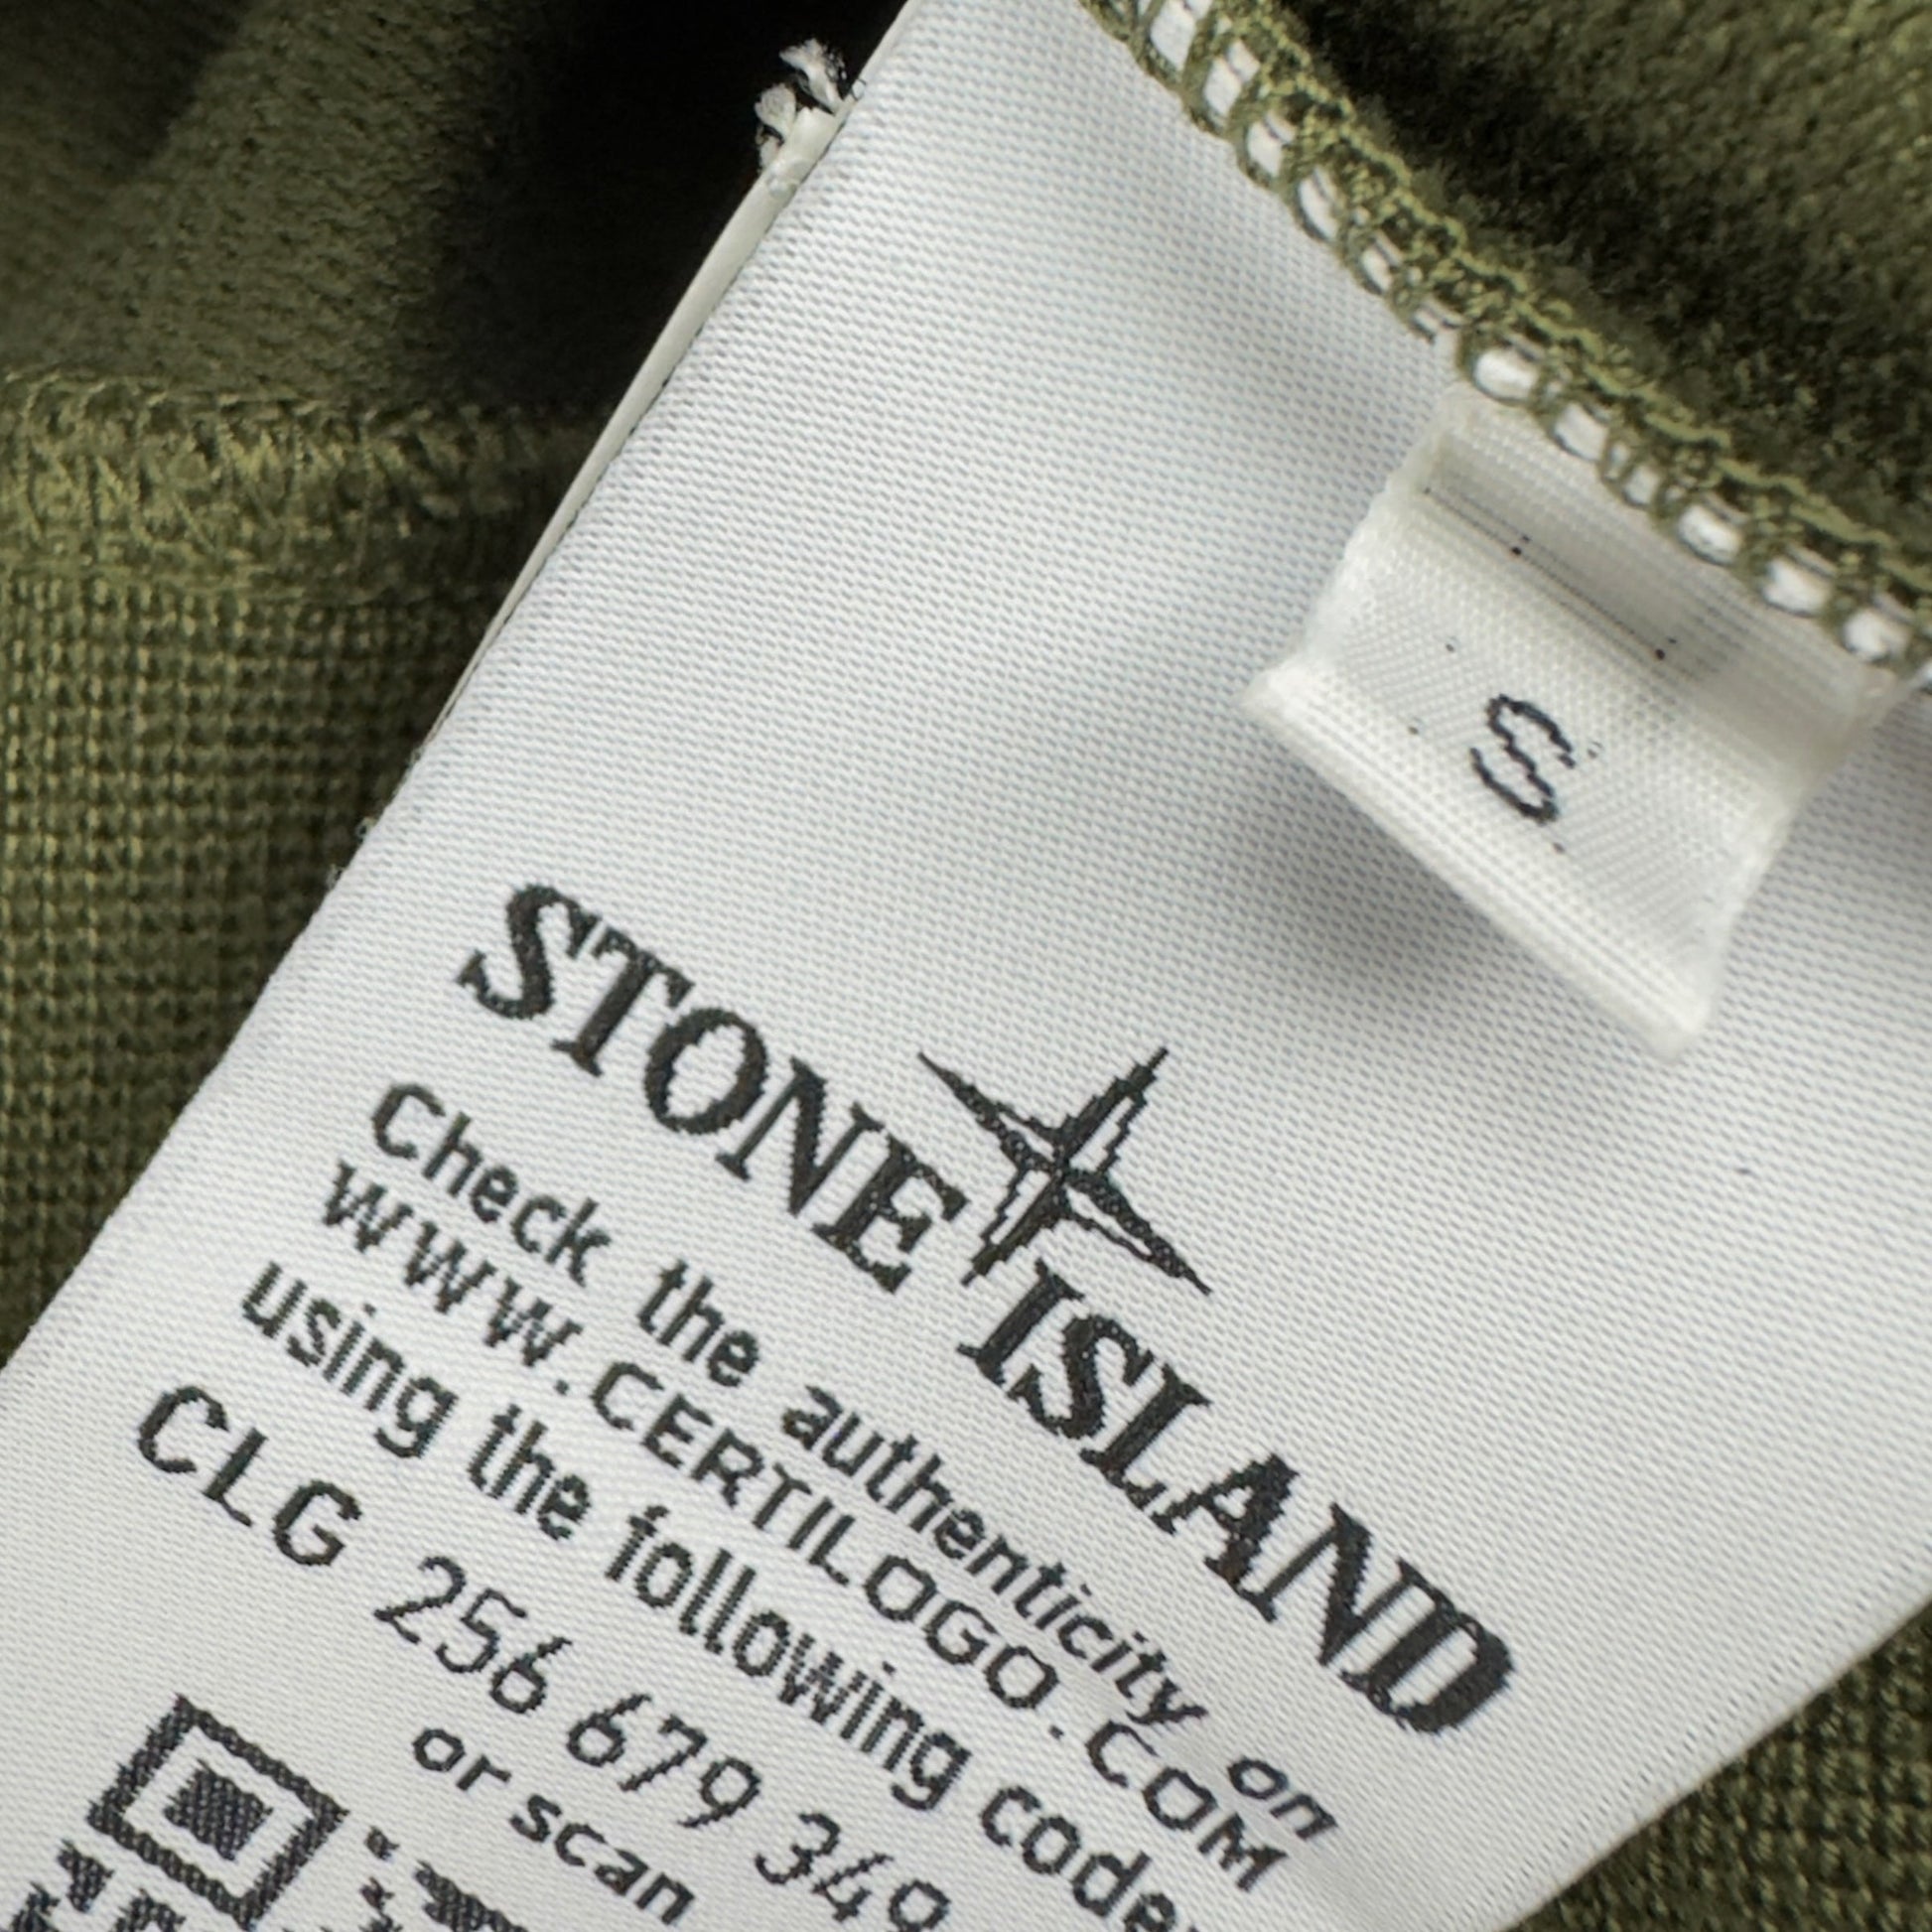 S
STONE ISLAND
Check the authenticity on
WWW.CERTILOGO.COM
using the following code:
CLG 256 679 349
or scan